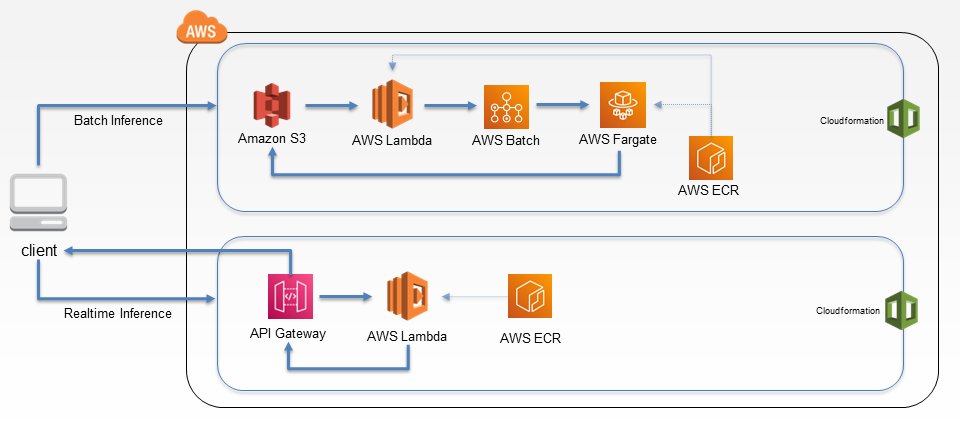 AWS
Batch Inference
Amazon S3
AWS Lambda
AWS Batch
AWS Fargate
AWS ECR
Cloudformation
client
Realtime Inference
API Gateway
AWS Lambda
AWS ECR
Cloudformation